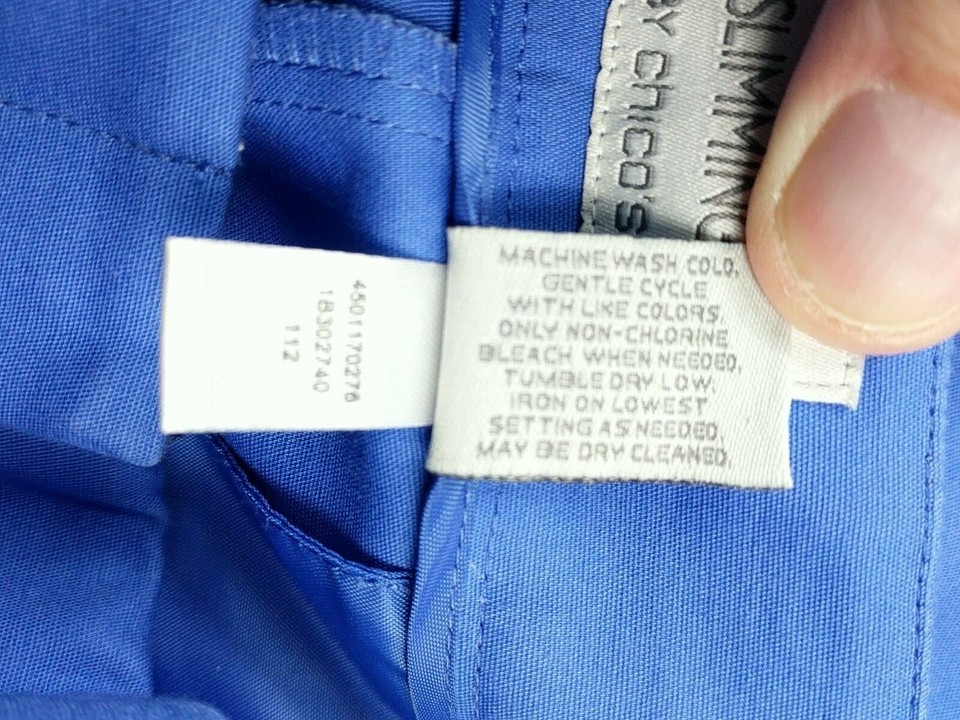 SLIMMING
BY CHICO'S
4501170276
18302740
112
MACHINE WASH COLD.
GENTLE CYCLE
WITH LIKE COLORS.
ONLY NON-CHLORINE
BLEACH WHEN NEEDED.
TUMBLE DRY LOW.
IRON ON LOWEST
SETTING AS NEEDED.
MAY BE DRY CLEANED.